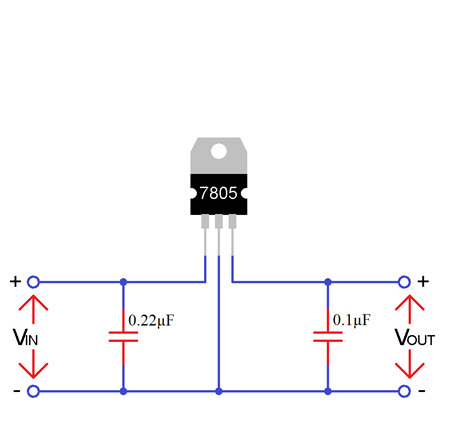 7805
+ +
0.22µF 0.1µF
VIN VOUT
- -